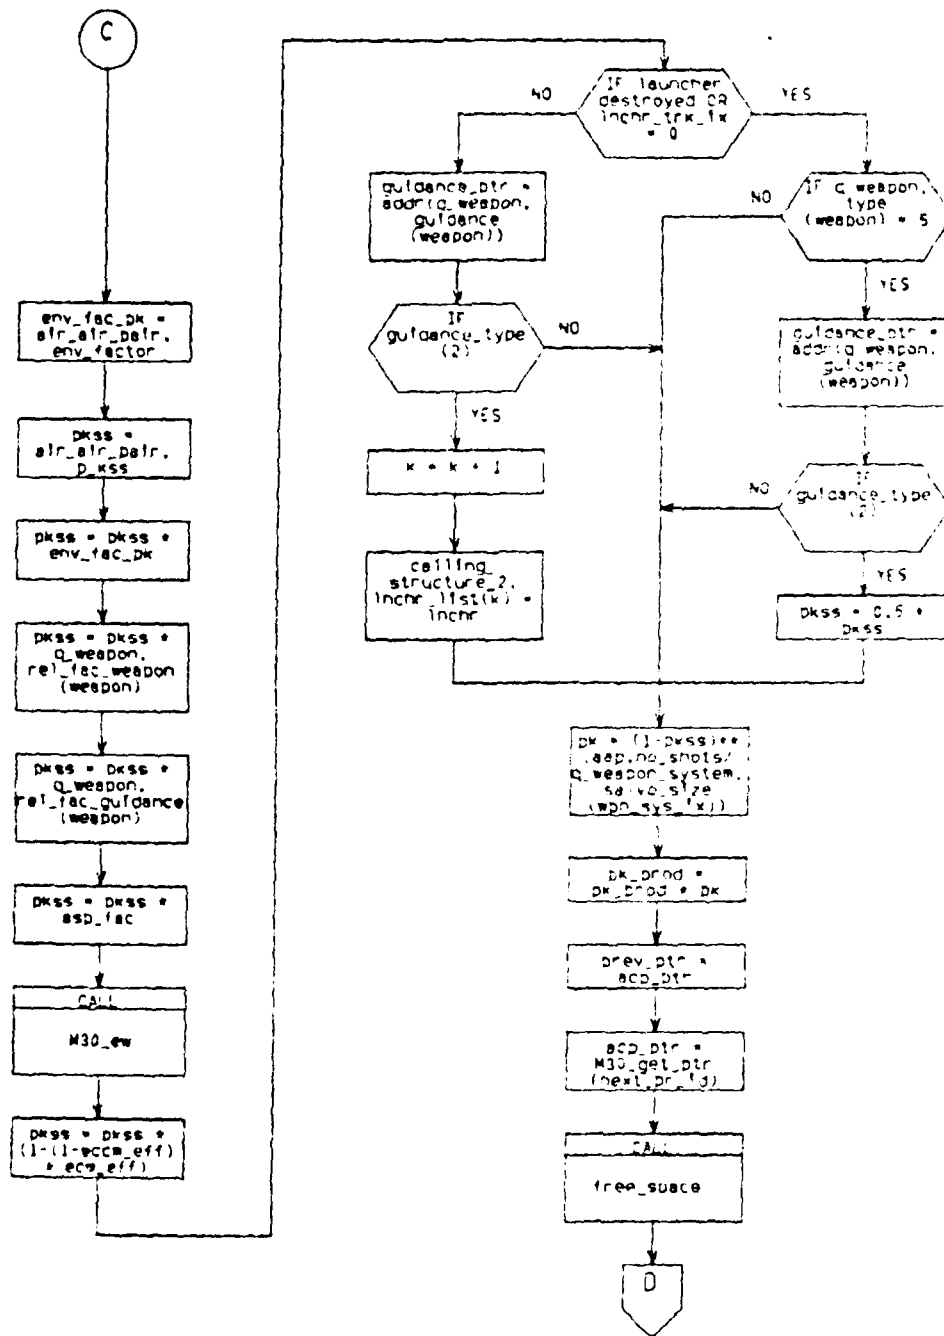 C
env_fac_pk =
air_air_pair.
env_factor
pkss =
air_air_pair.
p_kss
pkss = pkss *
env_fac_pk
pkss = pkss *
q_weapon.
rel_fac_weapon
(weapon)
pkss = pkss *
q_weapon.
rel_fac_guidance
(weapon)
pkss = pkss *
asp_fac
CALL
M30_ew
pkss = pkss *
(1-(1-eccm_eff)
* ecm_eff)
IF launcher
destroyed OR
lnchr_trk_ix
= 0
NO
YES
guidance_ptr =
addr(q_weapon.
guidance
(weapon))
IF
guidance_type
(2)
NO
YES
k = k + 1
calling_
structure_2.
lnchr_list(k) =
lnchr
IF q_weapon.
type
(weapon) = 5
NO
YES
guidance_ptr =
addr(q_weapon.
guidance
(weapon))
IF
guidance_type
(2)
NO
YES
pkss = 0.5 *
pkss
pk = (1-pkss)**
(aap.no_shots/
q_weapon_system.
salvo_size
(wpn_sys_ix))
pk_prod =
pk_prod * pk
prev_ptr =
acp_ptr
acp_ptr =
M30_get_ptr
(next_pr_id)
CALL
free_space
D